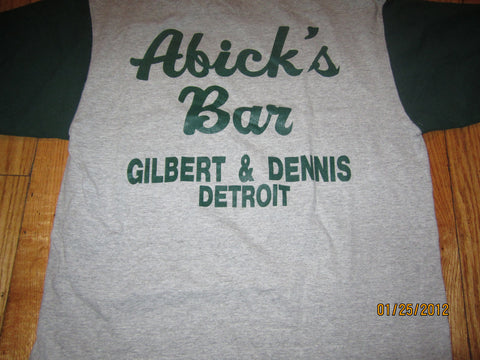 Abick's
Bar
GILBERT & DENNIS
DETROIT
01/25/2012